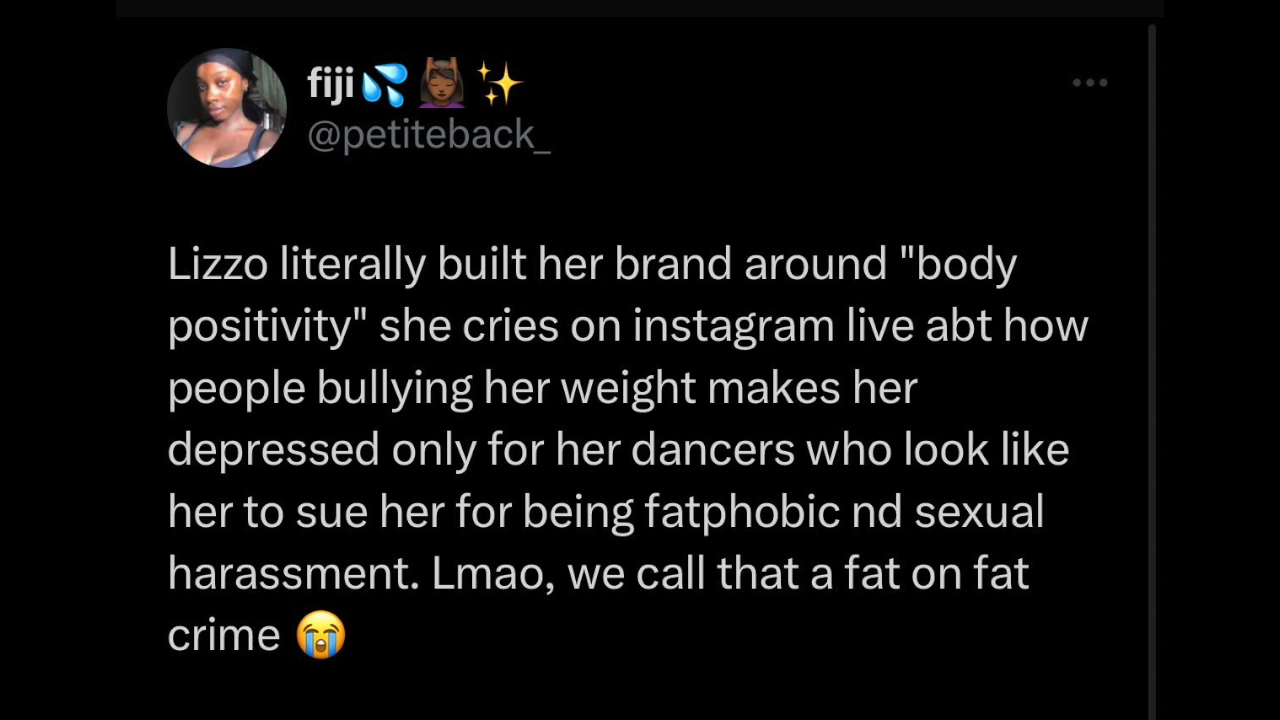 fiji💦💆🏾‍♀️✨
@petiteback_
Lizzo literally built her brand around "body
positivity" she cries on instagram live abt how
people bullying her weight makes her
depressed only for her dancers who look like
her to sue her for being fatphobic nd sexual
harassment. Lmao, we call that a fat on fat
crime 😭